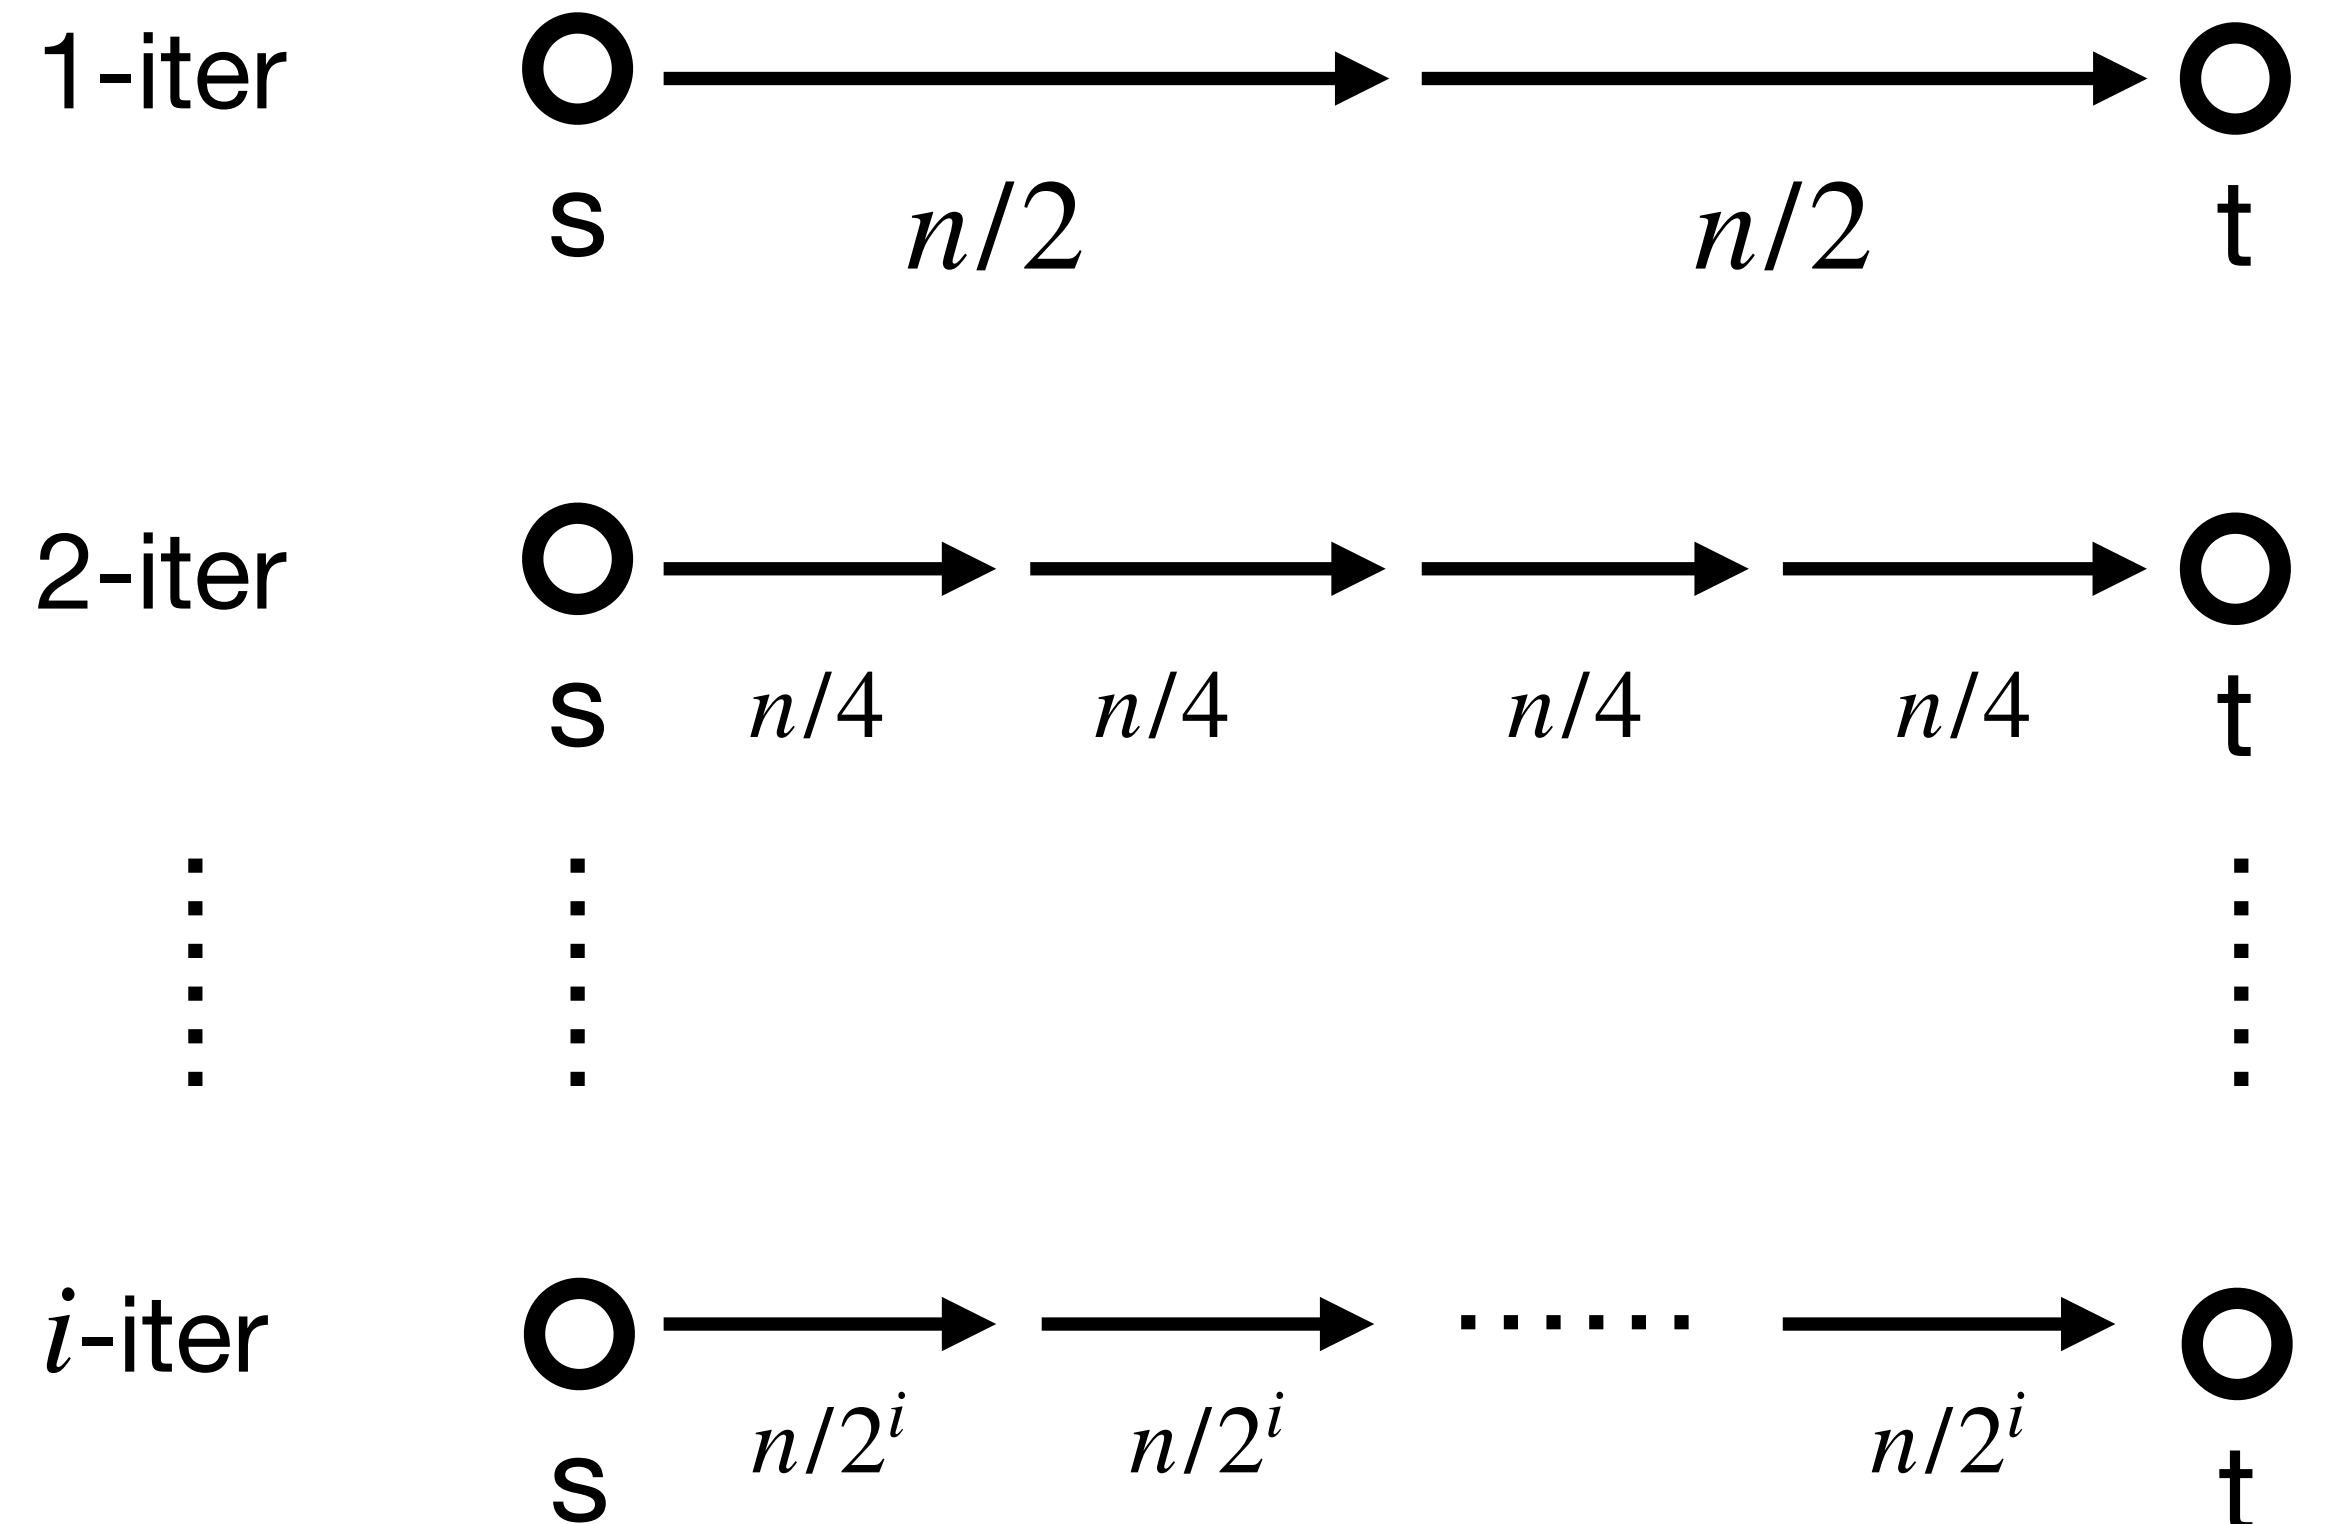 1-iter
s n/2 n/2 t
2-iter
s n/4 n/4 n/4 n/4 t
i-iter
n/2^i n/2^i n/2^i
s t